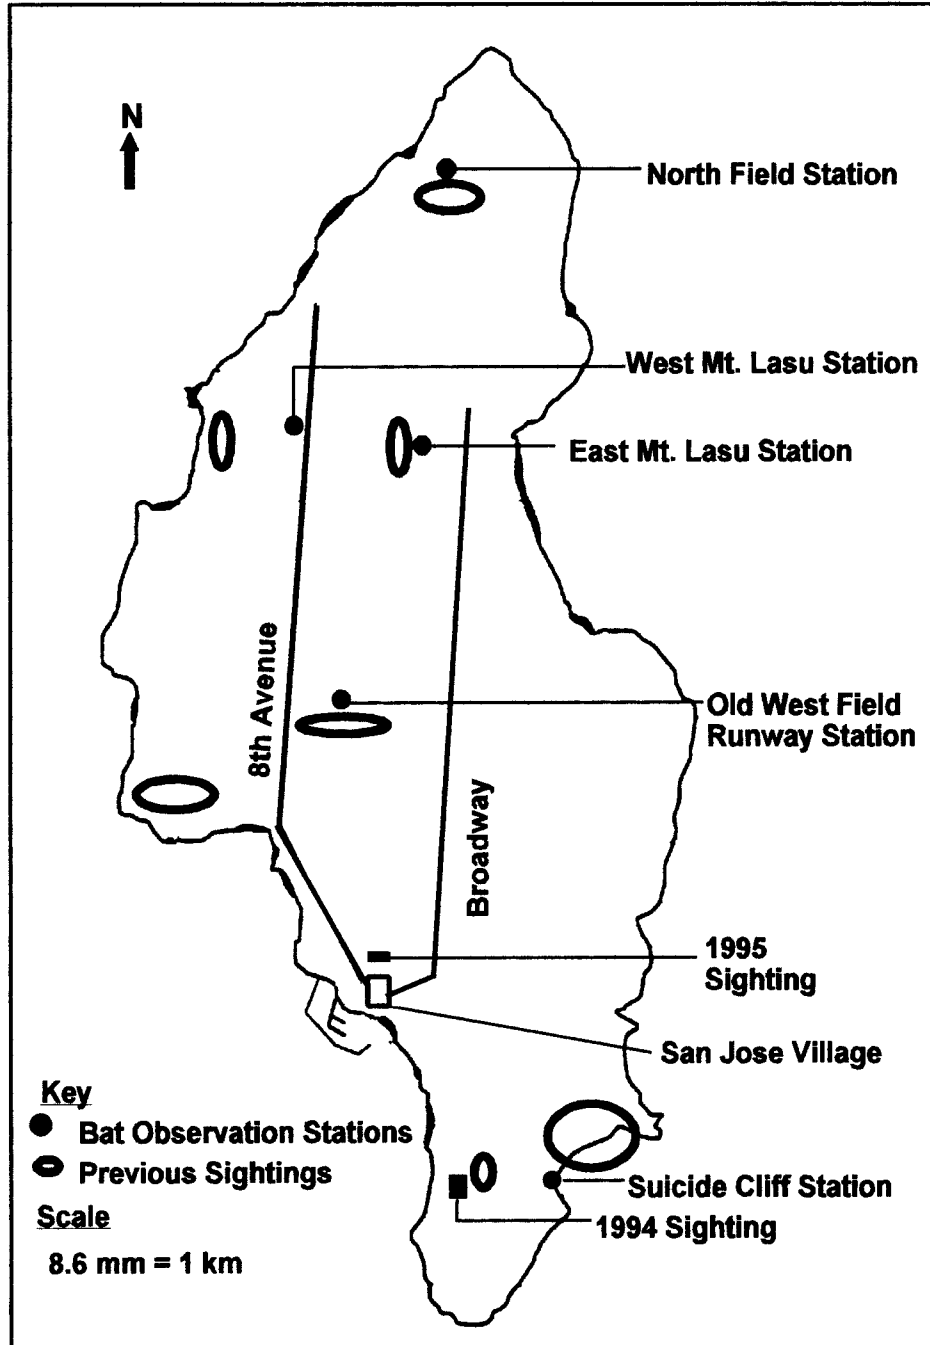 N
North Field Station
West Mt. Lasu Station
East Mt. Lasu Station
8th Avenue
Old West Field
Runway Station
Broadway
1995
Sighting
San Jose Village
Key
Bat Observation Stations
Previous Sightings
Suicide Cliff Station
Scale
1994 Sighting
8.6 mm = 1 km